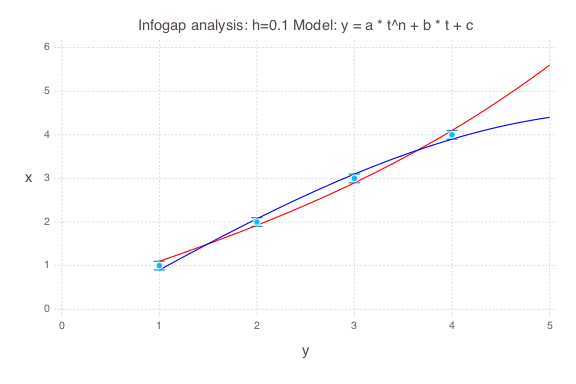 Infogap analysis: h=0.1 Model: y = a * t^n + b * t + c
6
5
4
x
3
2
1
0
0 1 2 3 4 5
y